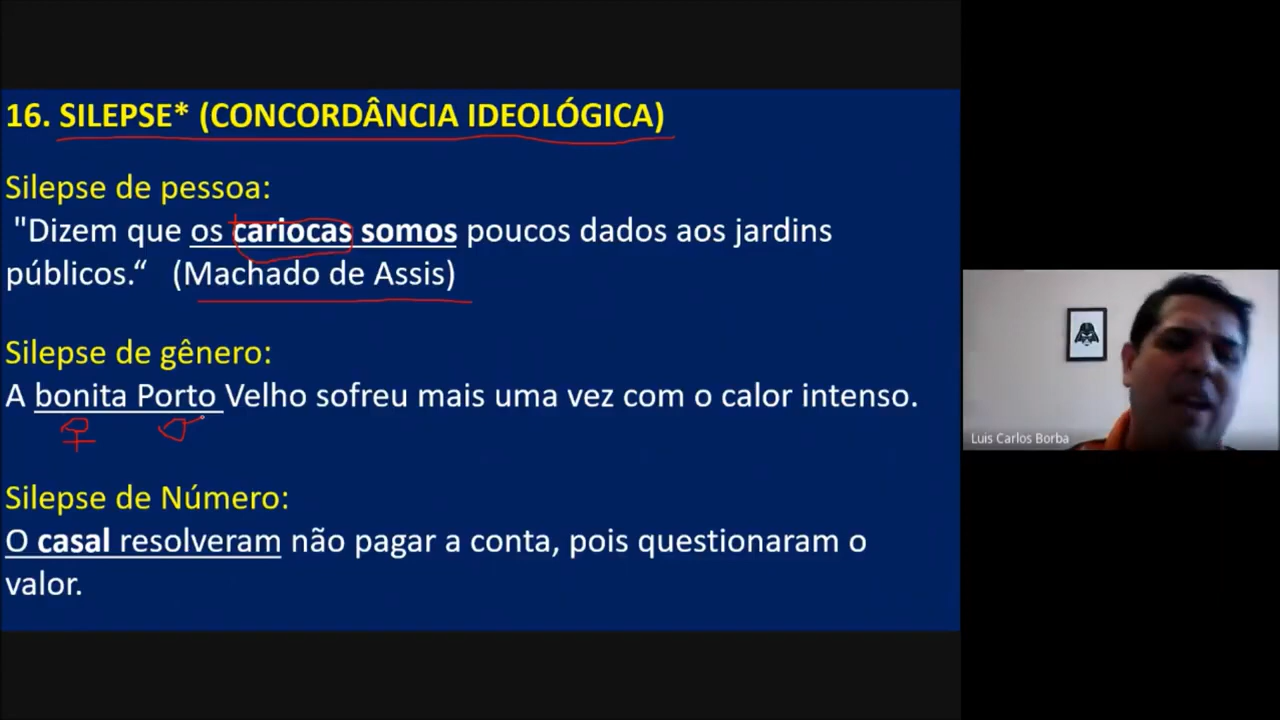 16. SILEPSE* (CONCORDÂNCIA IDEOLÓGICA)
Silepse de pessoa:
"Dizem que os cariocas somos poucos dados aos jardins
públicos.“ (Machado de Assis)
Silepse de gênero:
A bonita Porto Velho sofreu mais uma vez com o calor intenso.
Silepse de Número:
O casal resolveram não pagar a conta, pois questionaram o
valor.
Luis Carlos Borba